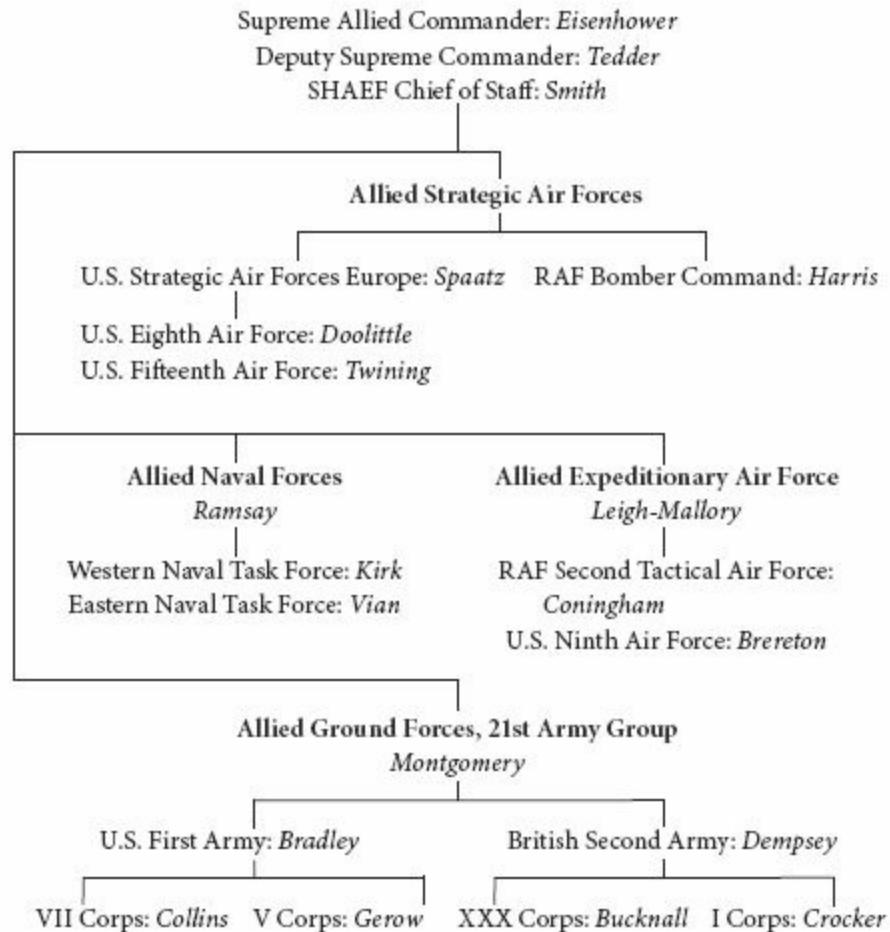 Supreme Allied Commander: Eisenhower
Deputy Supreme Commander: Tedder
SHAEF Chief of Staff: Smith
Allied Strategic Air Forces
U.S. Strategic Air Forces Europe: Spaatz
RAF Bomber Command: Harris
U.S. Eighth Air Force: Doolittle
U.S. Fifteenth Air Force: Twining
Allied Naval Forces
Ramsay
Western Naval Task Force: Kirk
Eastern Naval Task Force: Vian
Allied Expeditionary Air Force
Leigh-Mallory
RAF Second Tactical Air Force:
Coningham
U.S. Ninth Air Force: Brereton
Allied Ground Forces, 21st Army Group
Montgomery
U.S. First Army: Bradley
British Second Army: Dempsey
VII Corps: Collins
V Corps: Gerow
XXX Corps: Bucknall
I Corps: Crocker